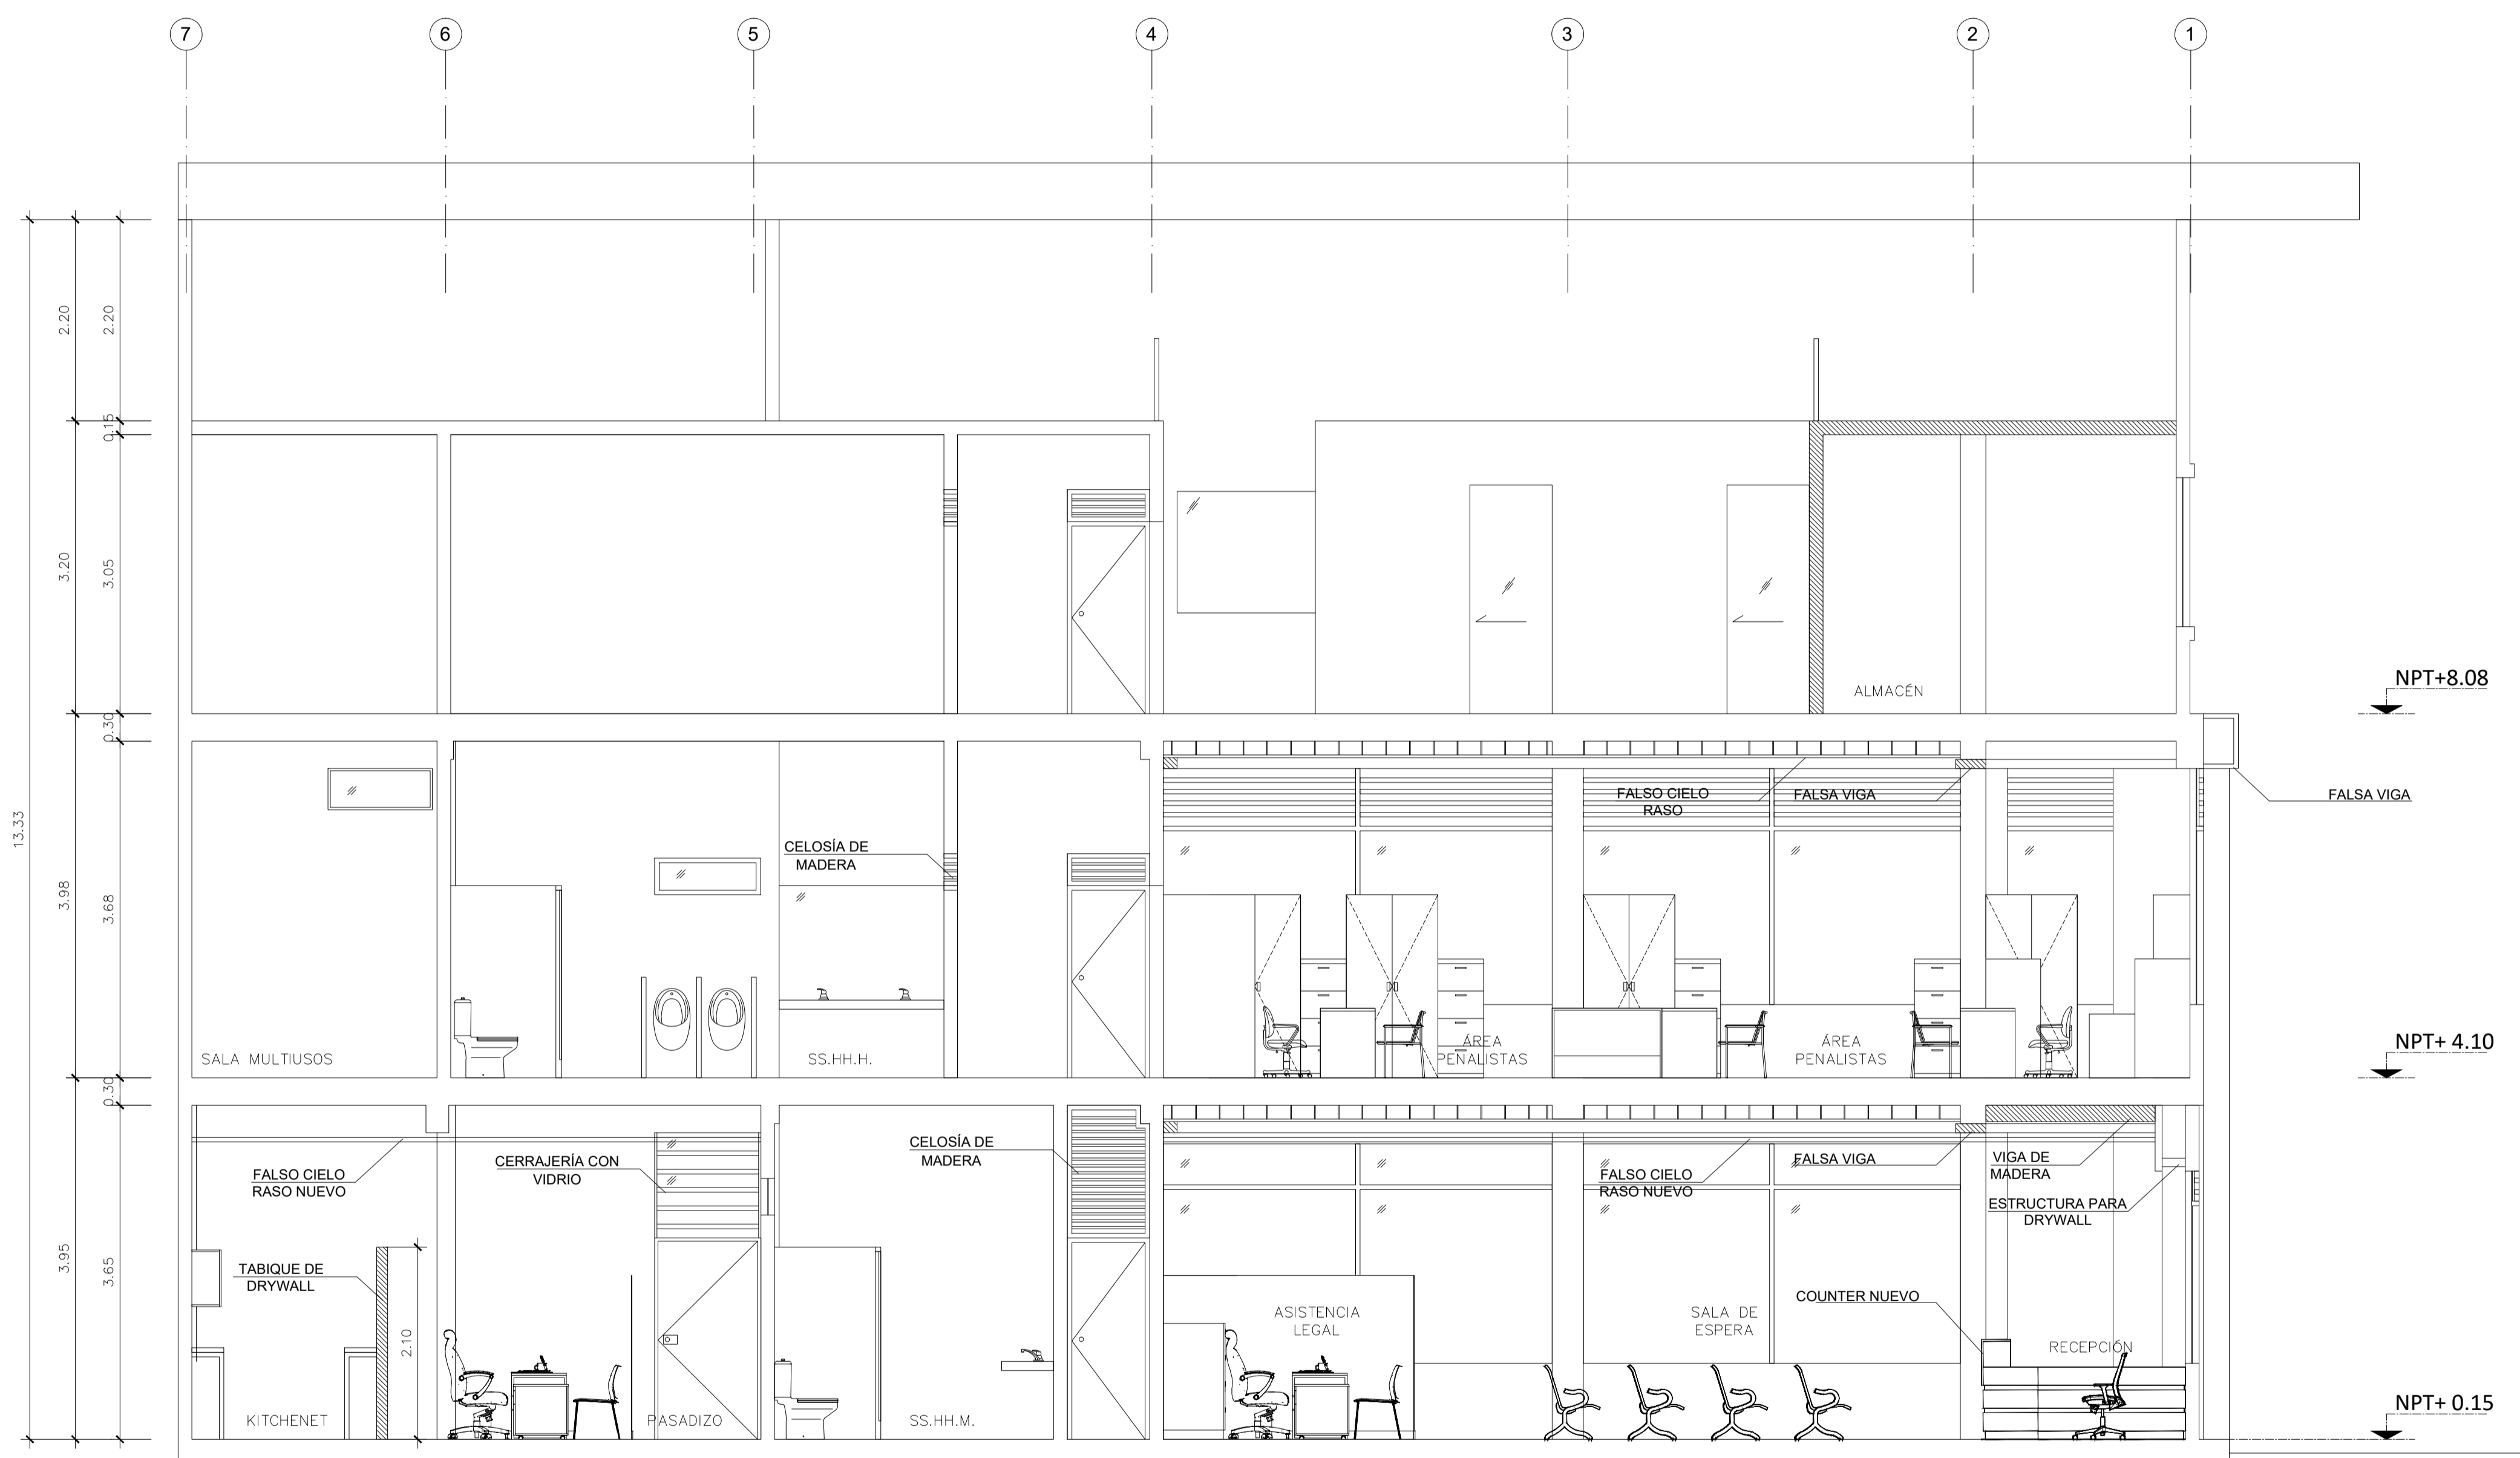 7
6
5
4
3
2
1
2.20
2.20
0.15
3.20
3.05
ALMACÉN
NPT+8.08
0.30
FALSO CIELO
RASO
FALSA VIGA
FALSA VIGA
13.33
CELOSÍA DE
MADERA
3.98
3.68
SALA MULTIUSOS
SS.HH.H.
ÁREA
PENALISTAS
ÁREA
PENALISTAS
NPT+ 4.10
0.30
FALSO CIELO
RASO NUEVO
CERRAJERÍA CON
VIDRIO
CELOSÍA DE
MADERA
FALSO CIELO
RASO NUEVO
FALSA VIGA
VIGA DE
MADERA
ESTRUCTURA PARA
DRYWALL
3.95
3.65
TABIQUE DE
DRYWALL
2.10
ASISTENCIA
LEGAL
SALA DE
ESPERA
COUNTER NUEVO
RECEPCIÓN
KITCHENET
PASADIZO
SS.HH.M.
NPT+ 0.15